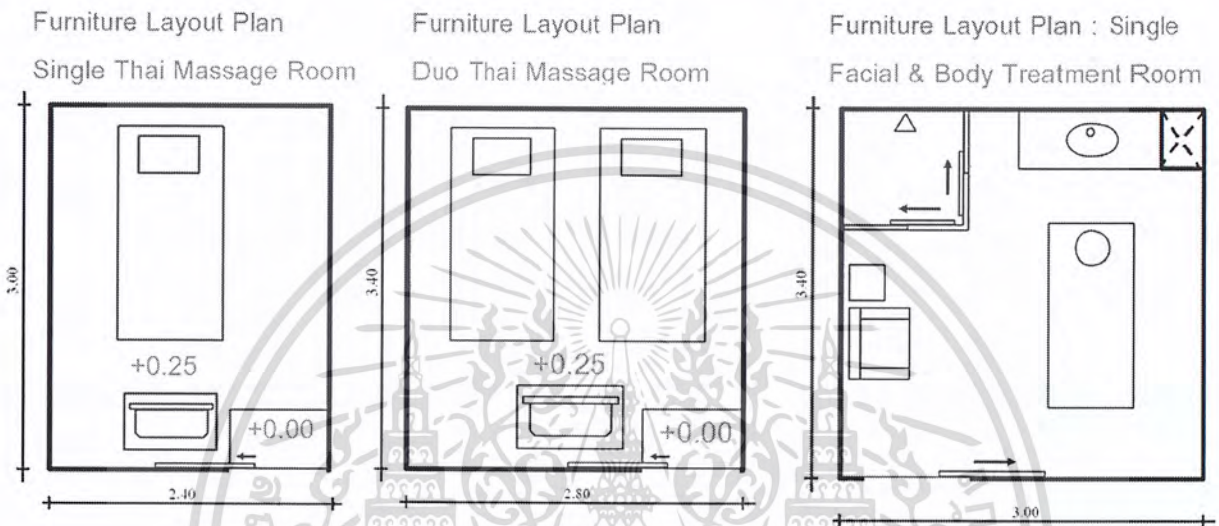 Furniture Layout Plan
Single Thai Massage Room
3.00
+0.25
+0.00
2.40
Furniture Layout Plan
Duo Thai Massage Room
3.40
+0.25
+0.00
2.80
Furniture Layout Plan : Single
Facial & Body Treatment Room
3.40
3.00